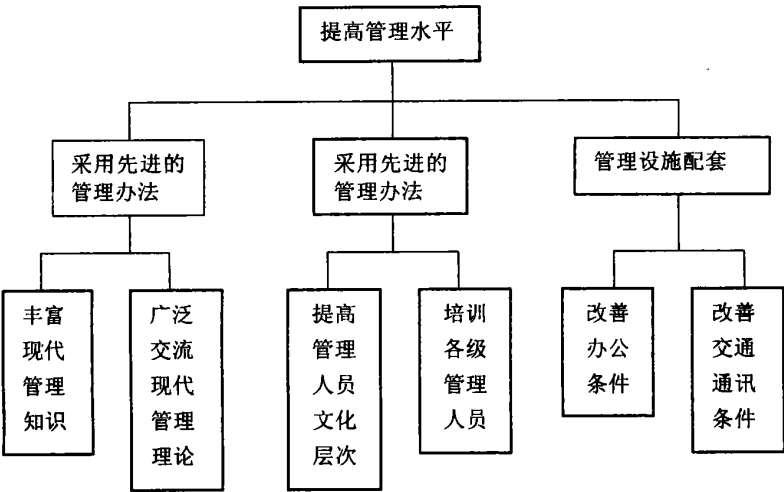 提高管理水平
采用先进的
管理办法
采用先进的
管理办法
管理设施配套
丰富
现代
管理
知识
广泛
交流
现代
管理
理论
提高
管理
人员
文化
层次
培训
各级
管理
人员
改善
办公
条件
改善
交通
通讯
条件